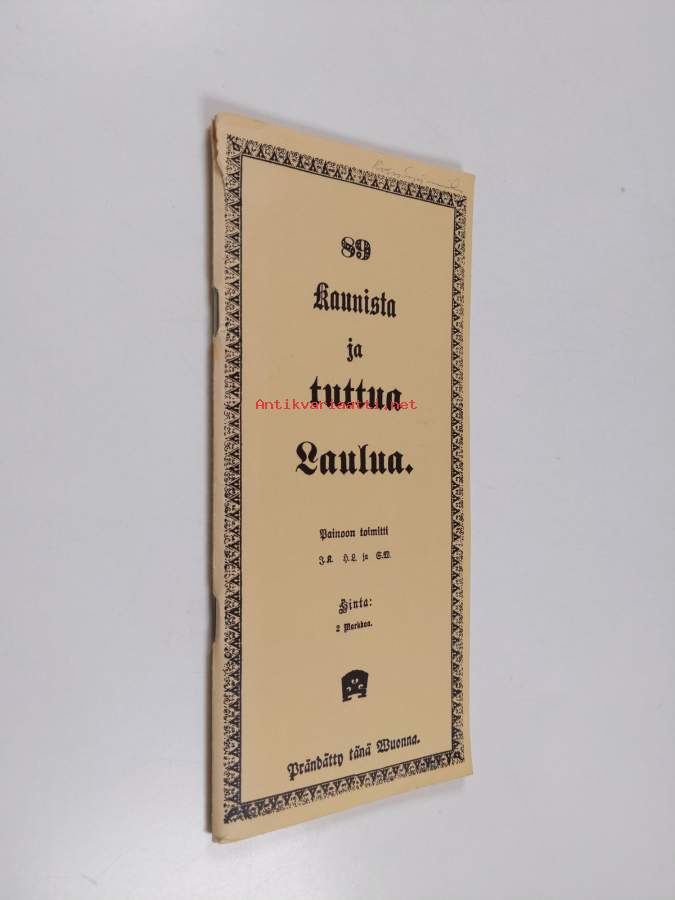 89
Kaunista
ja
tuttua
Antikvariaatti.net
Laulua.
Painoon toimitti
J.K. H.L. ja S.W.
Hinta:
2 Markkaa.
Prändätty tänä Wuonna.